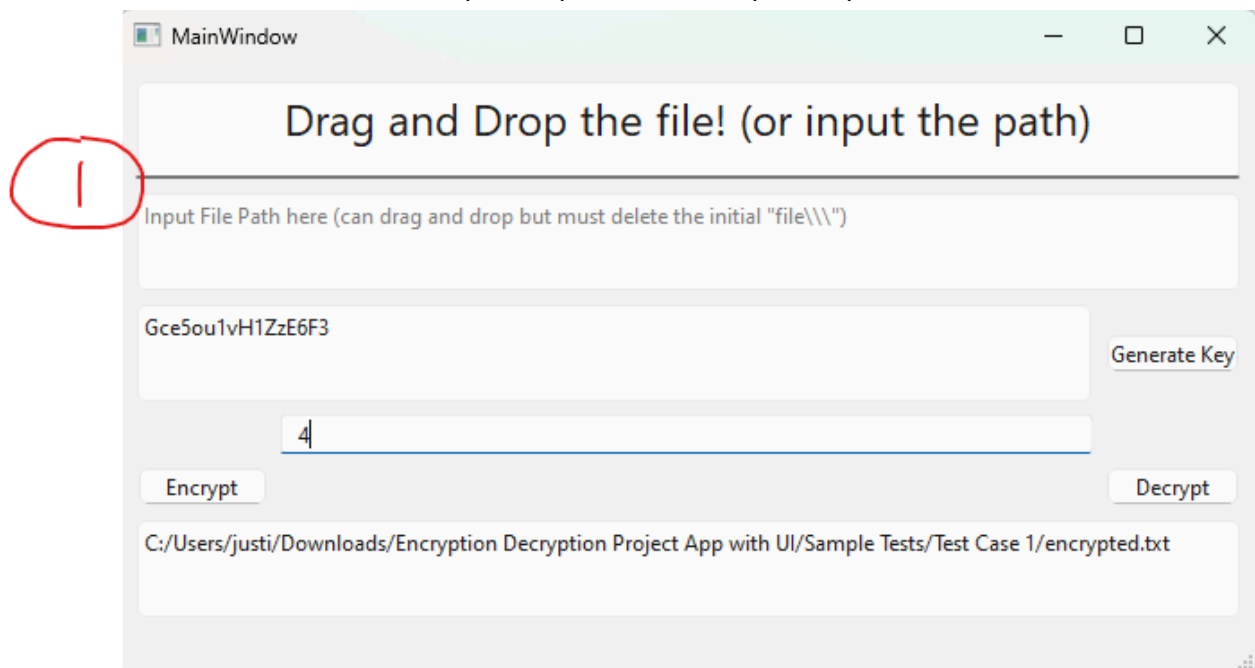 MainWindow
Drag and Drop the file! (or input the path)
1
Input File Path here (can drag and drop but must delete the initial "file\\\")
Gce5ou1vH1ZzE6F3
Generate Key
4
Encrypt
Decrypt
C:/Users/justi/Downloads/Encryption Decryption Project App with UI/Sample Tests/Test Case 1/encrypted.txt